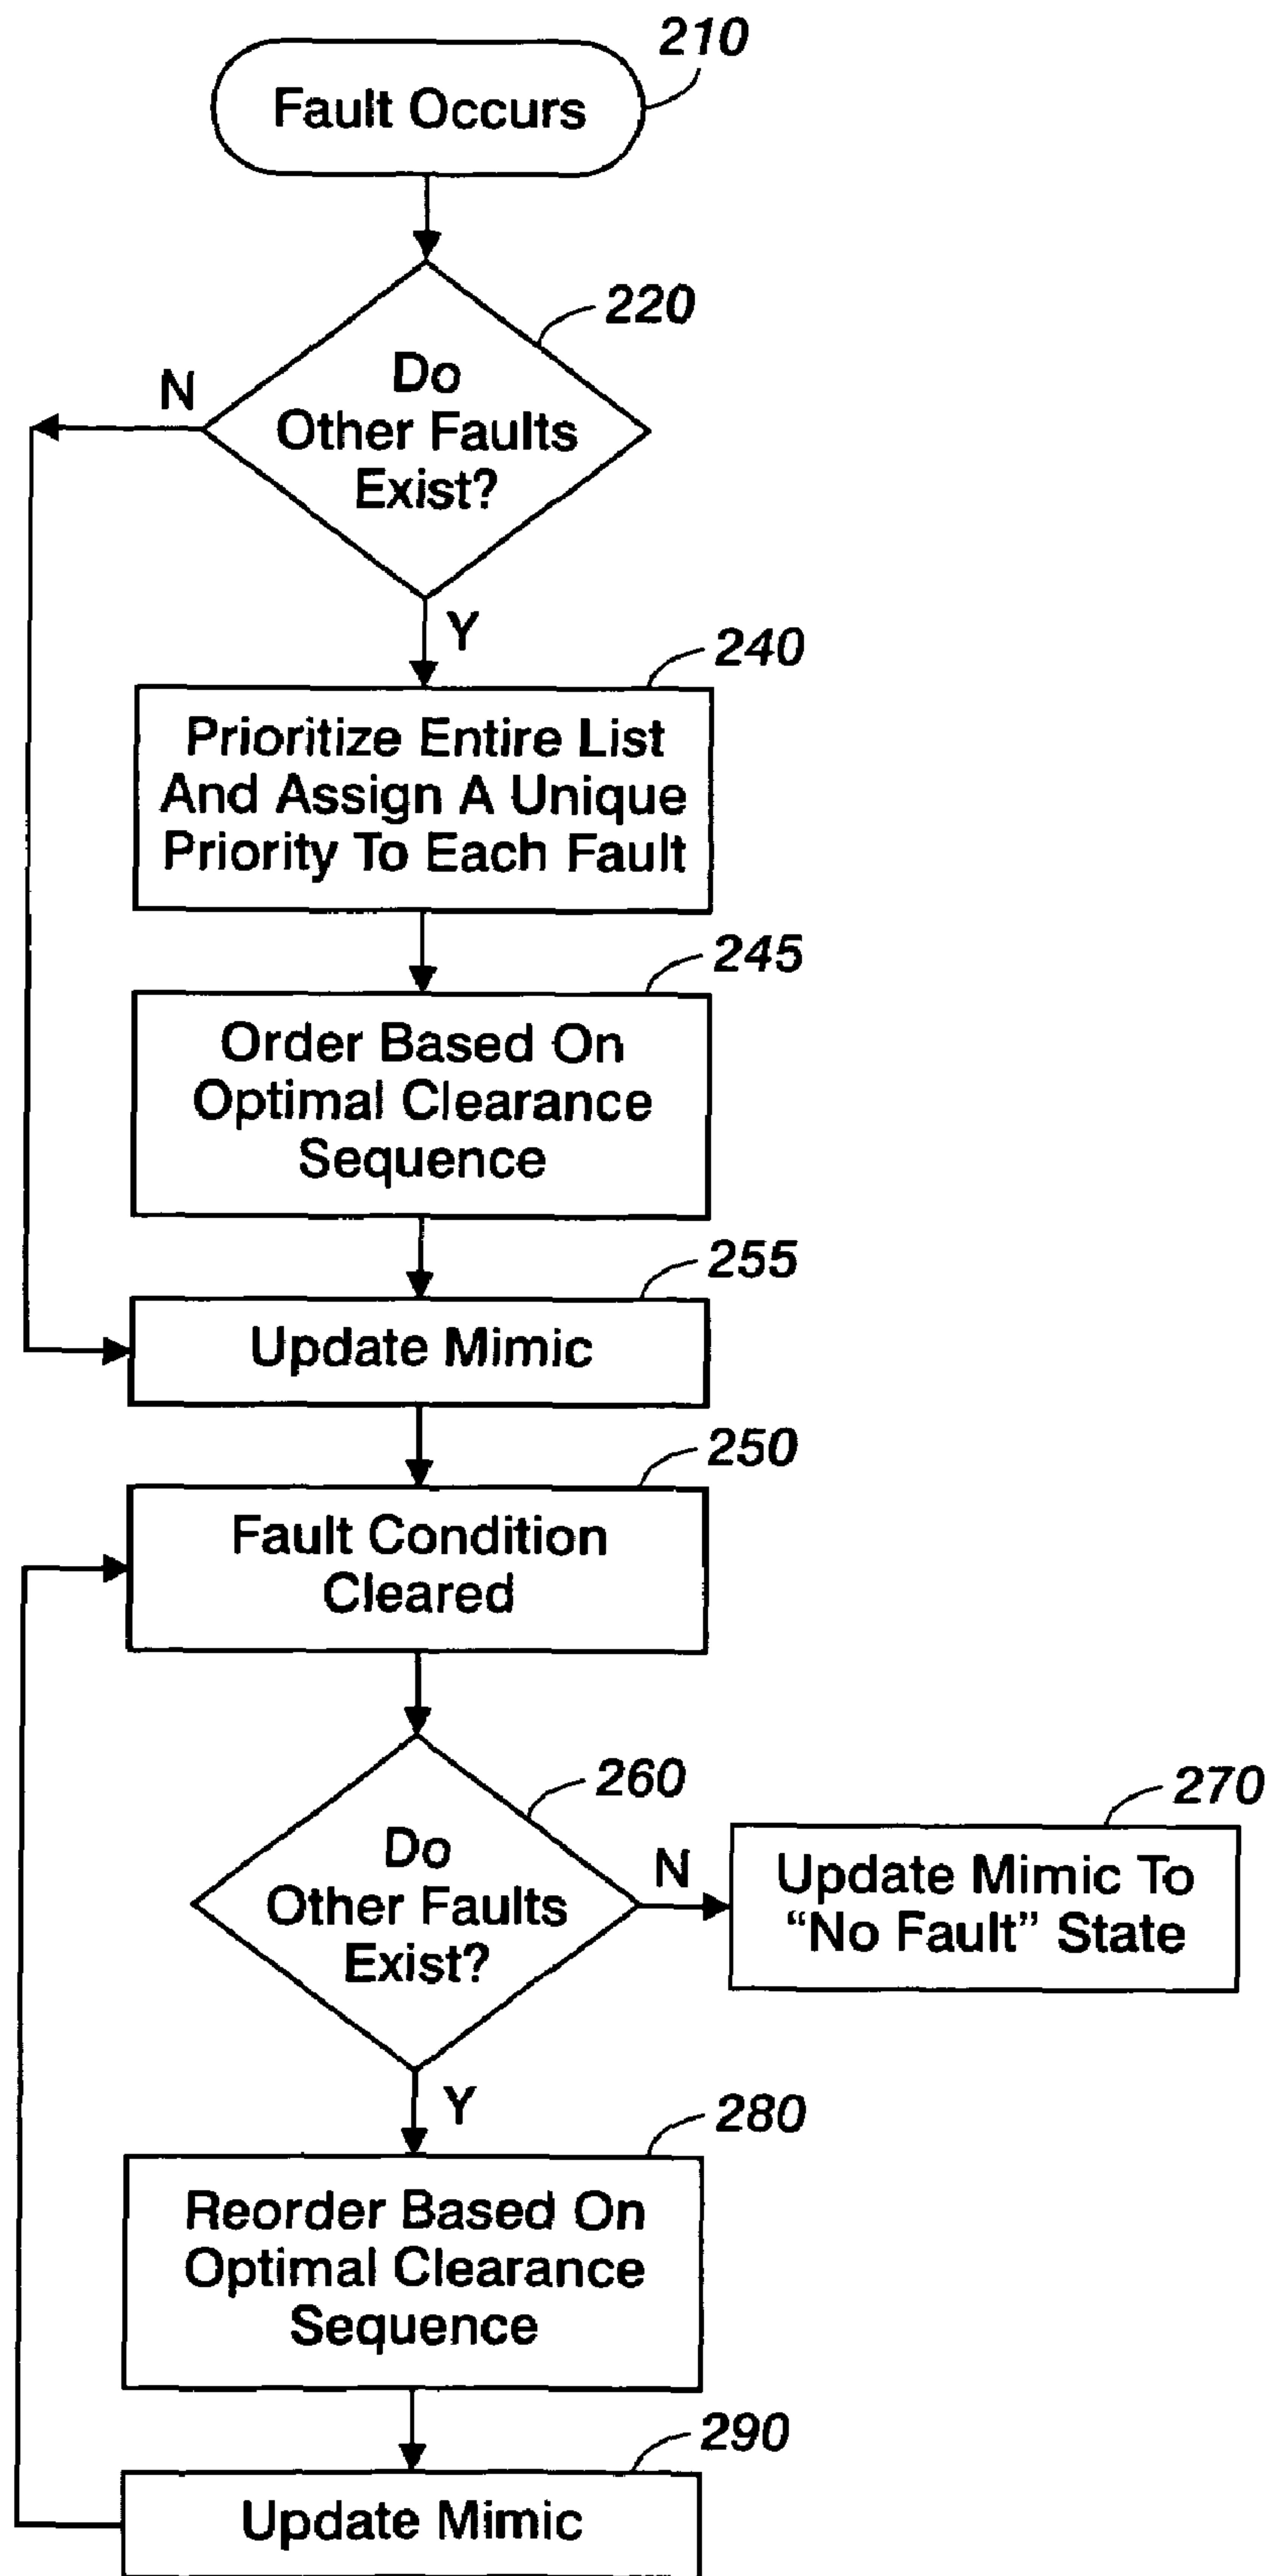 210
Fault Occurs
220
N
Do
Other Faults
Exist?
Y
240
Prioritize Entire List
And Assign A Unique
Priority To Each Fault
245
Order Based On
Optimal Clearance
Sequence
255
Update Mimic
250
Fault Condition
Cleared
260
Do
Other Faults
Exist?
N
270
Update Mimic To
“No Fault” State
Y
280
Reorder Based On
Optimal Clearance
Sequence
290
Update Mimic